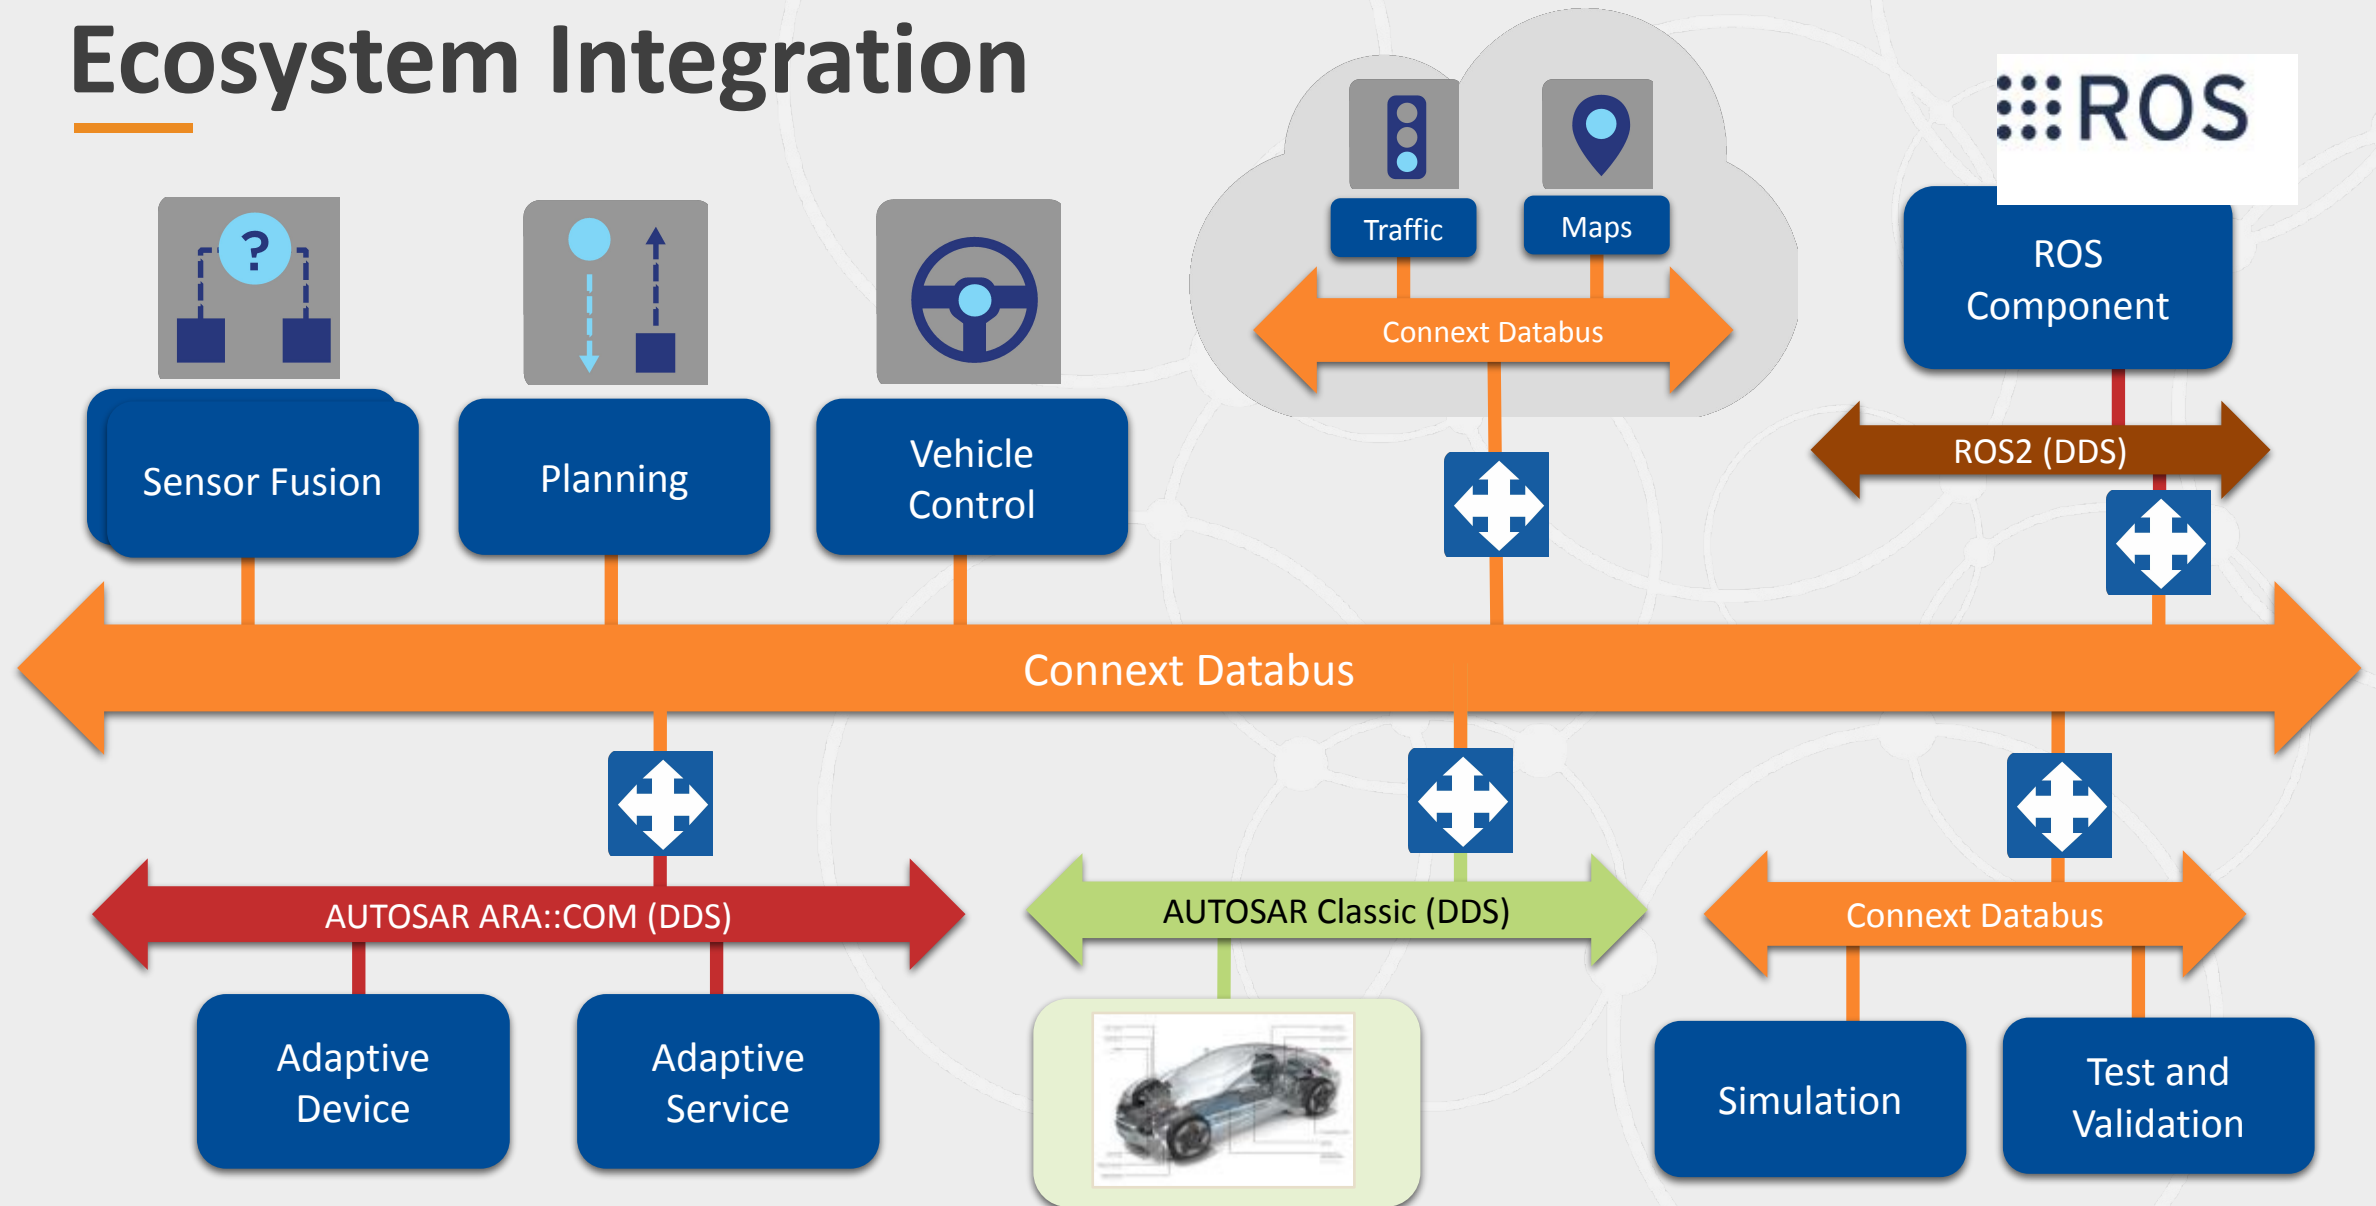 Ecosystem Integration
ROS
?
Traffic
Maps
Connext Databus
ROS
Component
ROS2 (DDS)
Sensor Fusion
Planning
Vehicle
Control
Connext Databus
AUTOSAR ARA::COM (DDS)
AUTOSAR Classic (DDS)
Connext Databus
Adaptive
Device
Adaptive
Service
Simulation
Test and
Validation